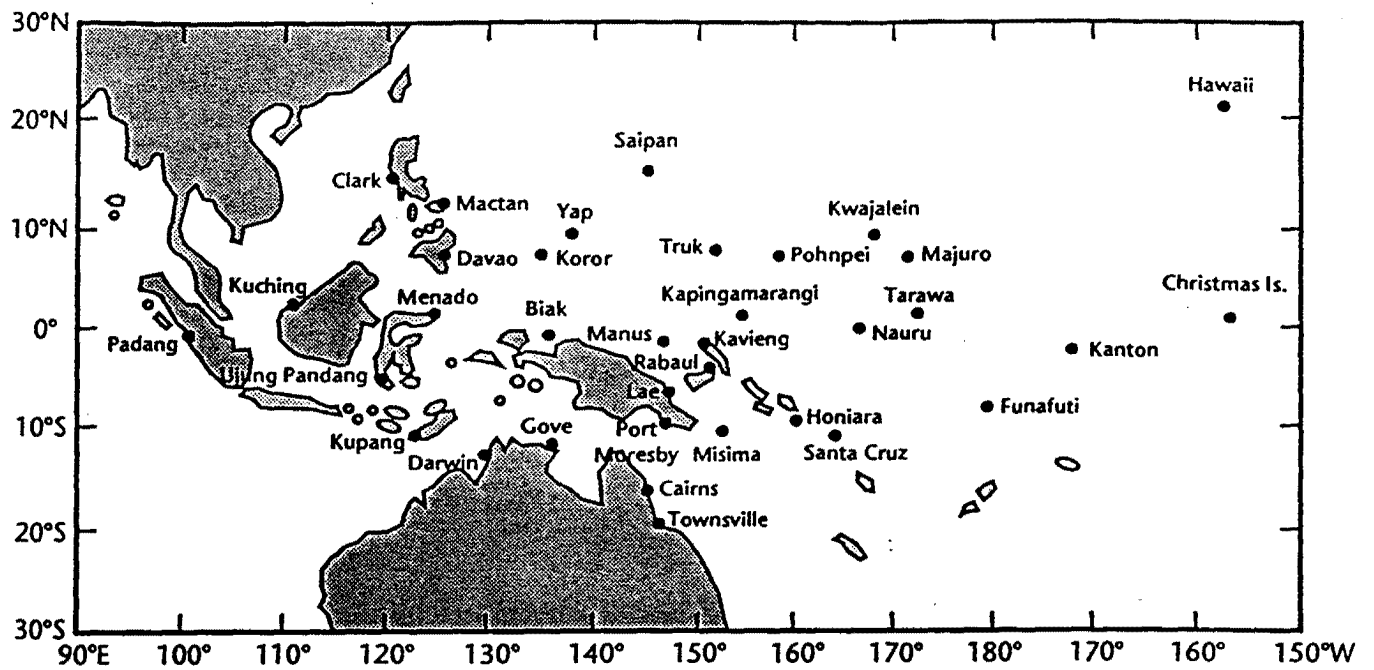 30°N
Hawaii
20°N
Saipan
Clark
Mactan
Yap
Kwajalein
10°N
Truk
Pohnpei
Majuro
Davao
Koror
Christmas Is.
Kuching
Menado
Kapingamarangi
Tarawa
Biak
0°
Manus
Kavieng
Nauru
Padang
Rabaul
Kanton
Ujung Pandang
Lae
Funafuti
10°S
Kupang
Gove
Port
Moresby
Honiara
Misima
Santa Cruz
Darwin
Cairns
Townsville
20°S
30°S
90°E 100° 110° 120° 130° 140° 150° 160° 170° 180° 170° 160° 150°W